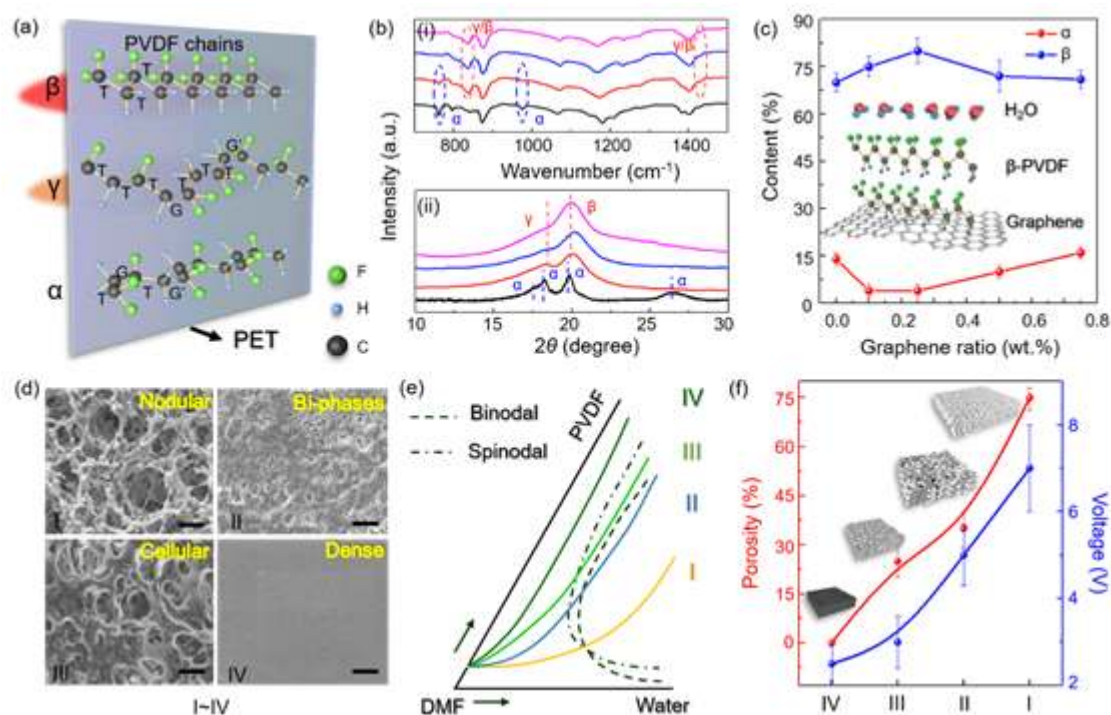 (a)
PVDF chains
β
T
T
T
γ
T
T
T
T
T
G
G'
α
G
T
G'
T
PET
F
H
C
(b)
(i)
γ/β
γ/β
α
α
800
1000
1200
1400
Wavenumber (cm⁻¹)
Intensity (a.u.)
(ii)
γ
β
α
α
α
α
10
15
20
25
30
2θ (degree)
(c)
α
β
90
75
60
45
30
15
0
Content (%)
H₂O
β-PVDF
Graphene
0.0
0.2
0.4
0.6
0.8
Graphene ratio (wt.%)
(d)
Nodular
I
Bi-phases
II
Cellular
III
Dense
IV
I~IV
(e)
Binodal
Spinodal
PVDF
IV
III
II
I
DMF
Water
(f)
75
65
45
25
15
0
Porosity (%)
8
6
4
2
Voltage (V)
IV
III
II
I